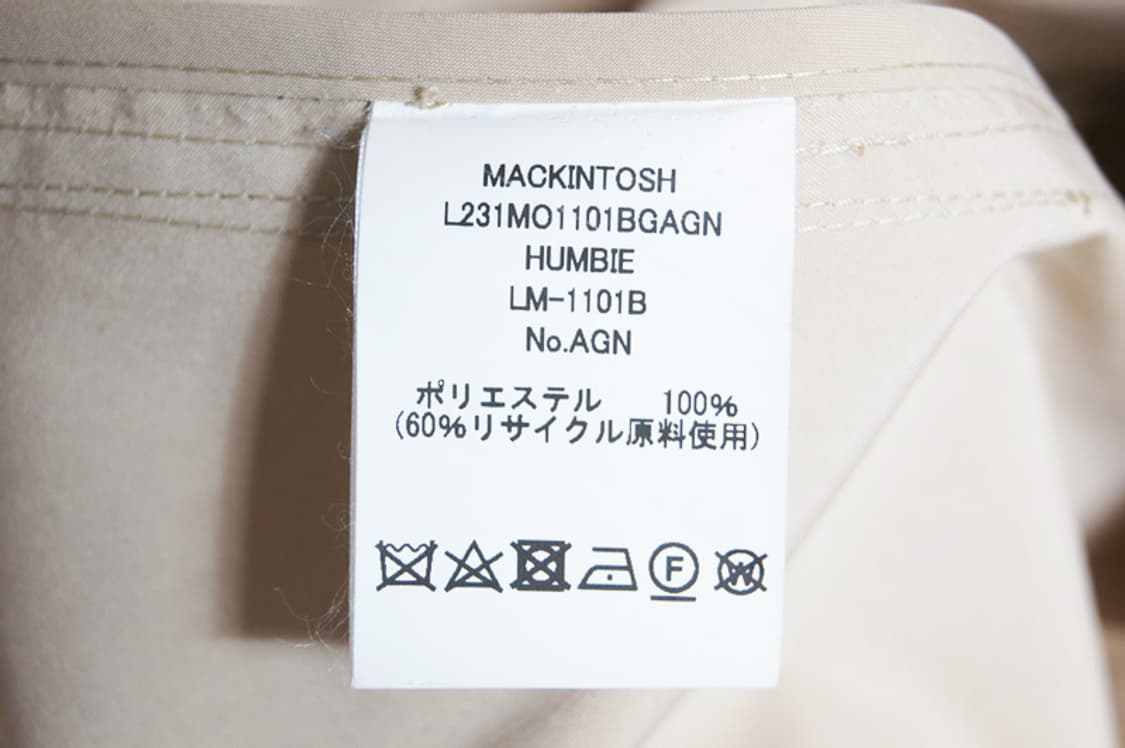 MACKINTOSH
L231MO1101BGAGN
HUMBIE
LM-1101B
No.AGN
ポリエステル 100%
(60%リサイクル原料使用)
F W